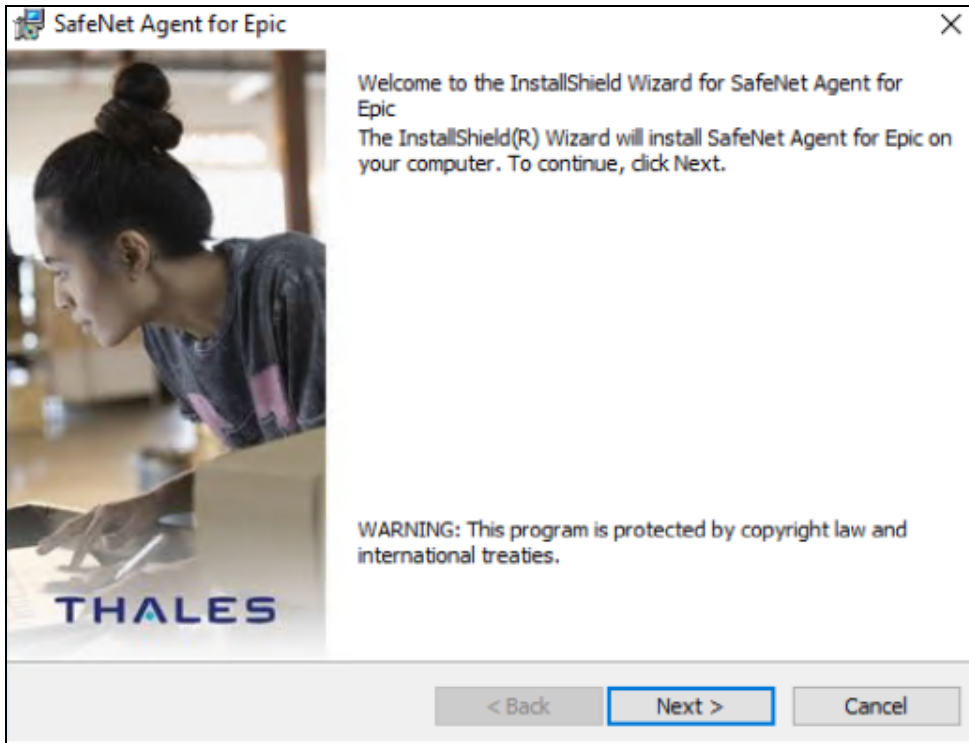 SafeNet Agent for Epic
Welcome to the InstallShield Wizard for SafeNet Agent for
Epic
The InstallShield(R) Wizard will install SafeNet Agent for Epic on
your computer. To continue, click Next.
WARNING: This program is protected by copyright law and
international treaties.
THALES
< Back
Next >
Cancel